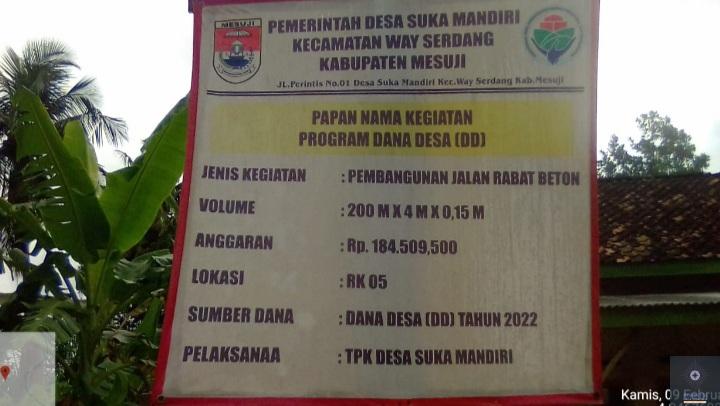 MESUJI
PEMERINTAH DESA SUKA MANDIRI
KECAMATAN WAY SERDANG
KABUPATEN MESUJI
JL.Perintis No.01 Desa Suka Mandiri Kec.Way Serdang Kab.Mesuji
PAPAN NAMA KEGIATAN
PROGRAM DANA DESA (DD)
JENIS KEGIATAN : PEMBANGUNAN JALAN RABAT BETON
VOLUME : 200 M X 4 M X 0,15 M
ANGGARAN : Rp. 184.509,500
LOKASI : RK 05
SUMBER DANA : DANA DESA (DD) TAHUN 2022
PELAKSANAA : TPK DESA SUKA MANDIRI
Kamis, 09 Februa